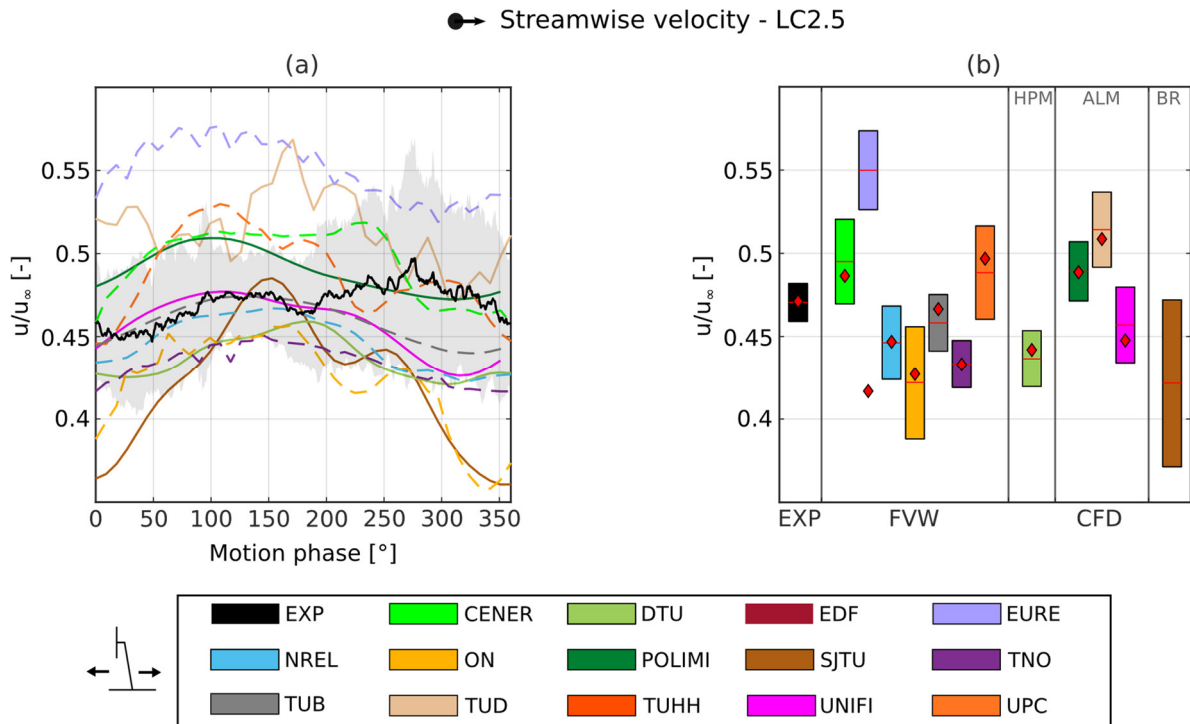 Streamwise velocity - LC2.5
(a)
(b)
u/u∞ [-]
0.55
0.5
0.45
0.4
0 50 100 150 200 250 300 350
Motion phase [°]
u/u∞ [-]
0.55
0.5
0.45
0.4
HPM ALM BR
EXP FVW CFD
EXP CENER DTU EDF EURE
NREL ON POLIMI SJTU TNO
TUB TUD TUHH UNIFI UPC